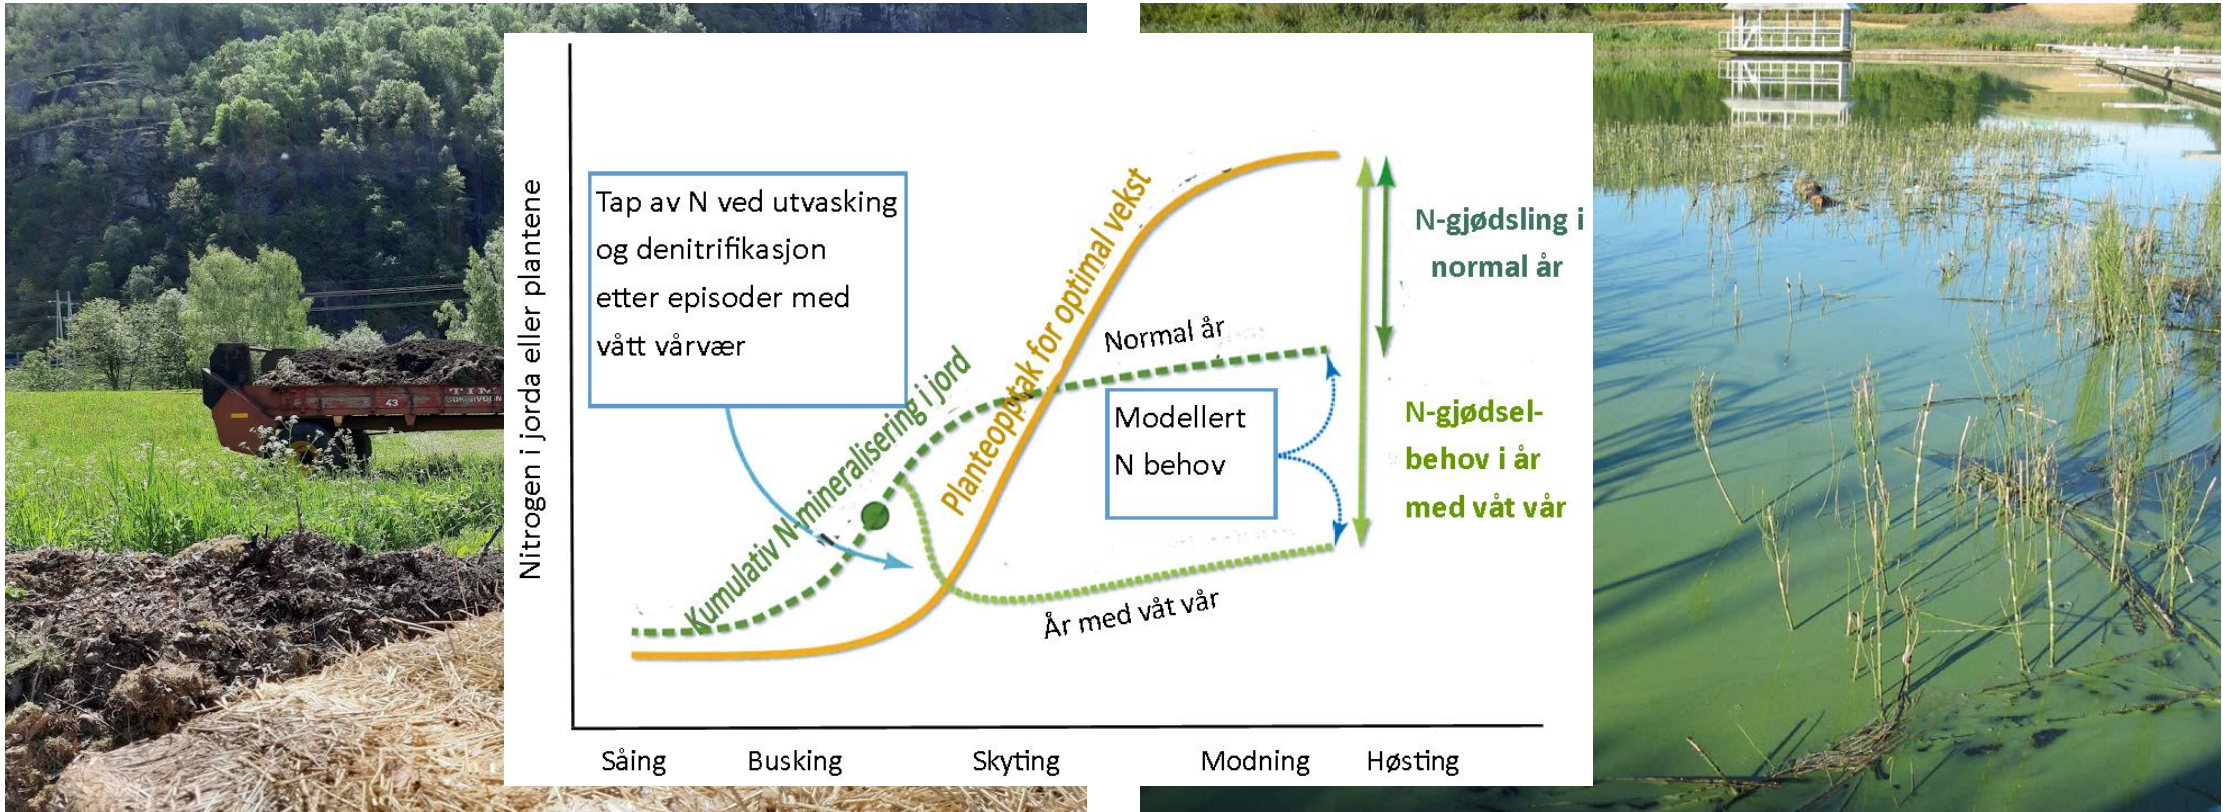 Nitrogen i jorda eller plantene
Tap av N ved utvasking
og denitrifikasjon
etter episoder med
vått vårvær
Kumulativ N-mineralisering i jord
Planteopptak for optimal vekst
Normal år
Modellert
N behov
År med våt vår
N-gjødsling i
normal år
N-gjødsel-
behov i år
med våt vår
Såing
Busking
Skyting
Modning
Høsting
43